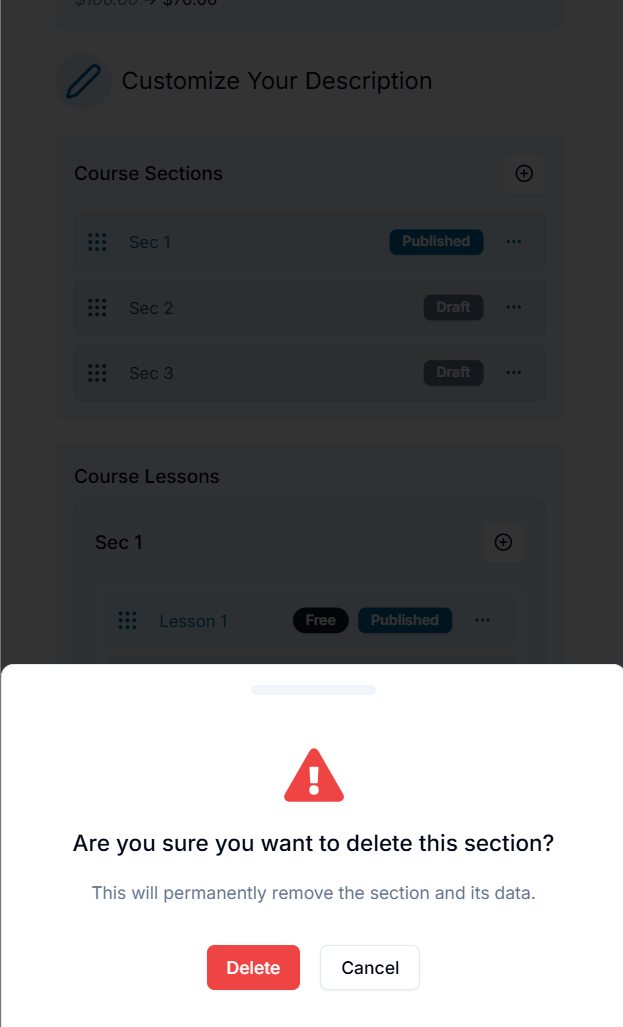 $100.00 → $70.00
Customize Your Description
Course Sections
Sec 1 Published
Sec 2 Draft
Sec 3 Draft
Course Lessons
Sec 1
Lesson 1 Free Published
Are you sure you want to delete this section?
This will permanently remove the section and its data.
Delete Cancel